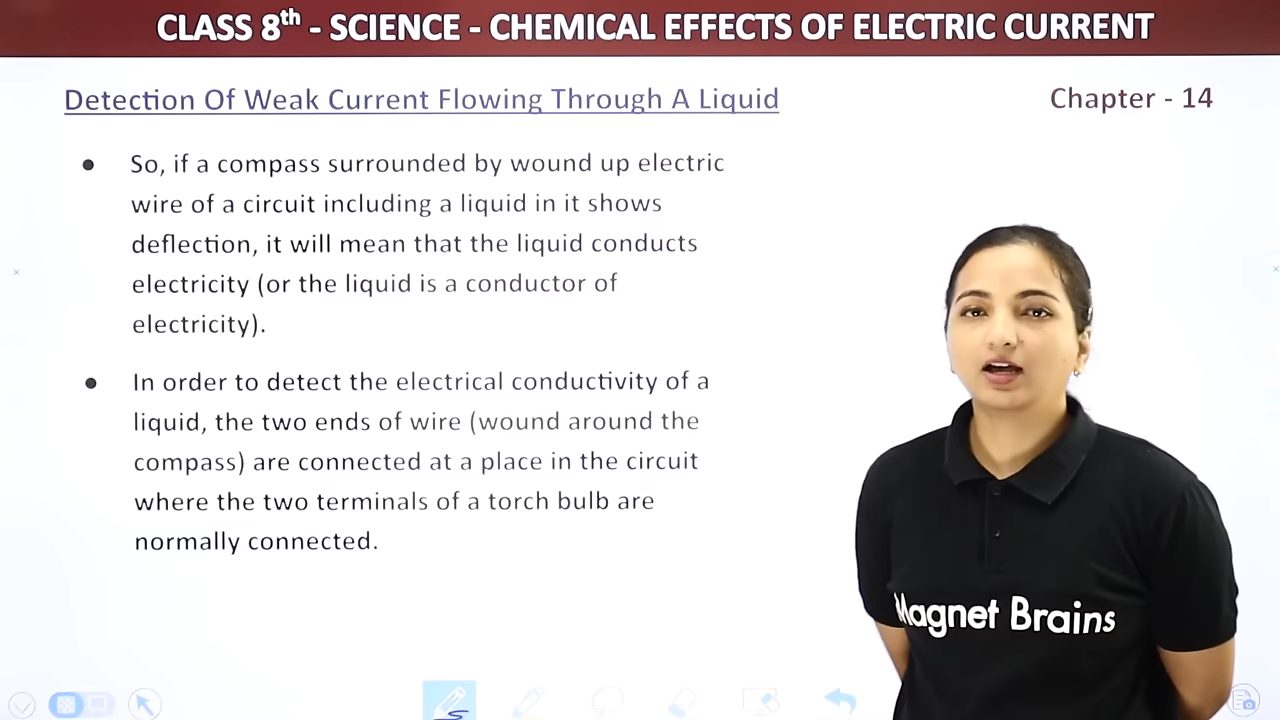 CLASS 8th - SCIENCE - CHEMICAL EFFECTS OF ELECTRIC CURRENT
Detection Of Weak Current Flowing Through A Liquid
Chapter - 14
● So, if a compass surrounded by wound up electric
wire of a circuit including a liquid in it shows
deflection, it will mean that the liquid conducts
electricity (or the liquid is a conductor of
electricity).
● In order to detect the electrical conductivity of a
liquid, the two ends of wire (wound around the
compass) are connected at a place in the circuit
where the two terminals of a torch bulb are
normally connected.
Magnet Brains